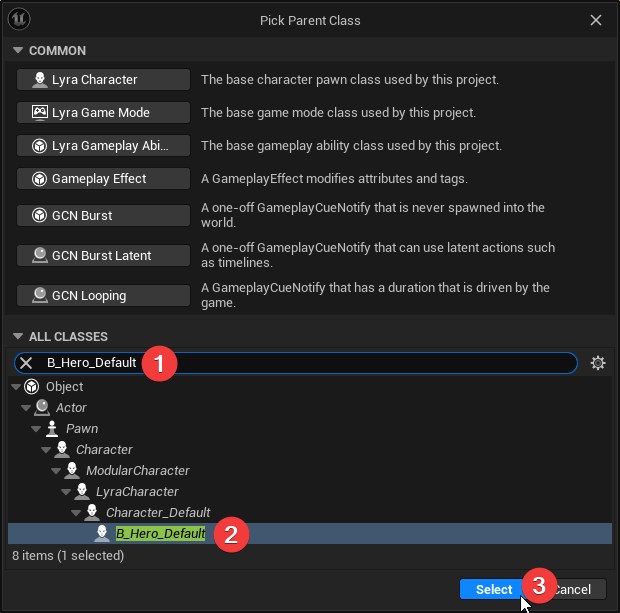 Pick Parent Class
COMMON
Lyra Character
The base character pawn class used by this project.
Lyra Game Mode
The base game mode class used by this project.
Lyra Gameplay Abi...
The base gameplay ability class used by this project.
Gameplay Effect
A GameplayEffect modifies attributes and tags.
GCN Burst
A one-off GameplayCueNotify that is never spawned into the
world.
GCN Burst Latent
A one-off GameplayCueNotify that can use latent actions such
as timelines.
GCN Looping
A GameplayCueNotify that has a duration that is driven by the
game.
ALL CLASSES
B_Hero_Default
1
Object
Actor
Pawn
Character
ModularCharacter
LyraCharacter
Character_Default
B_Hero_Default
2
8 items (1 selected)
Select
3
ancel